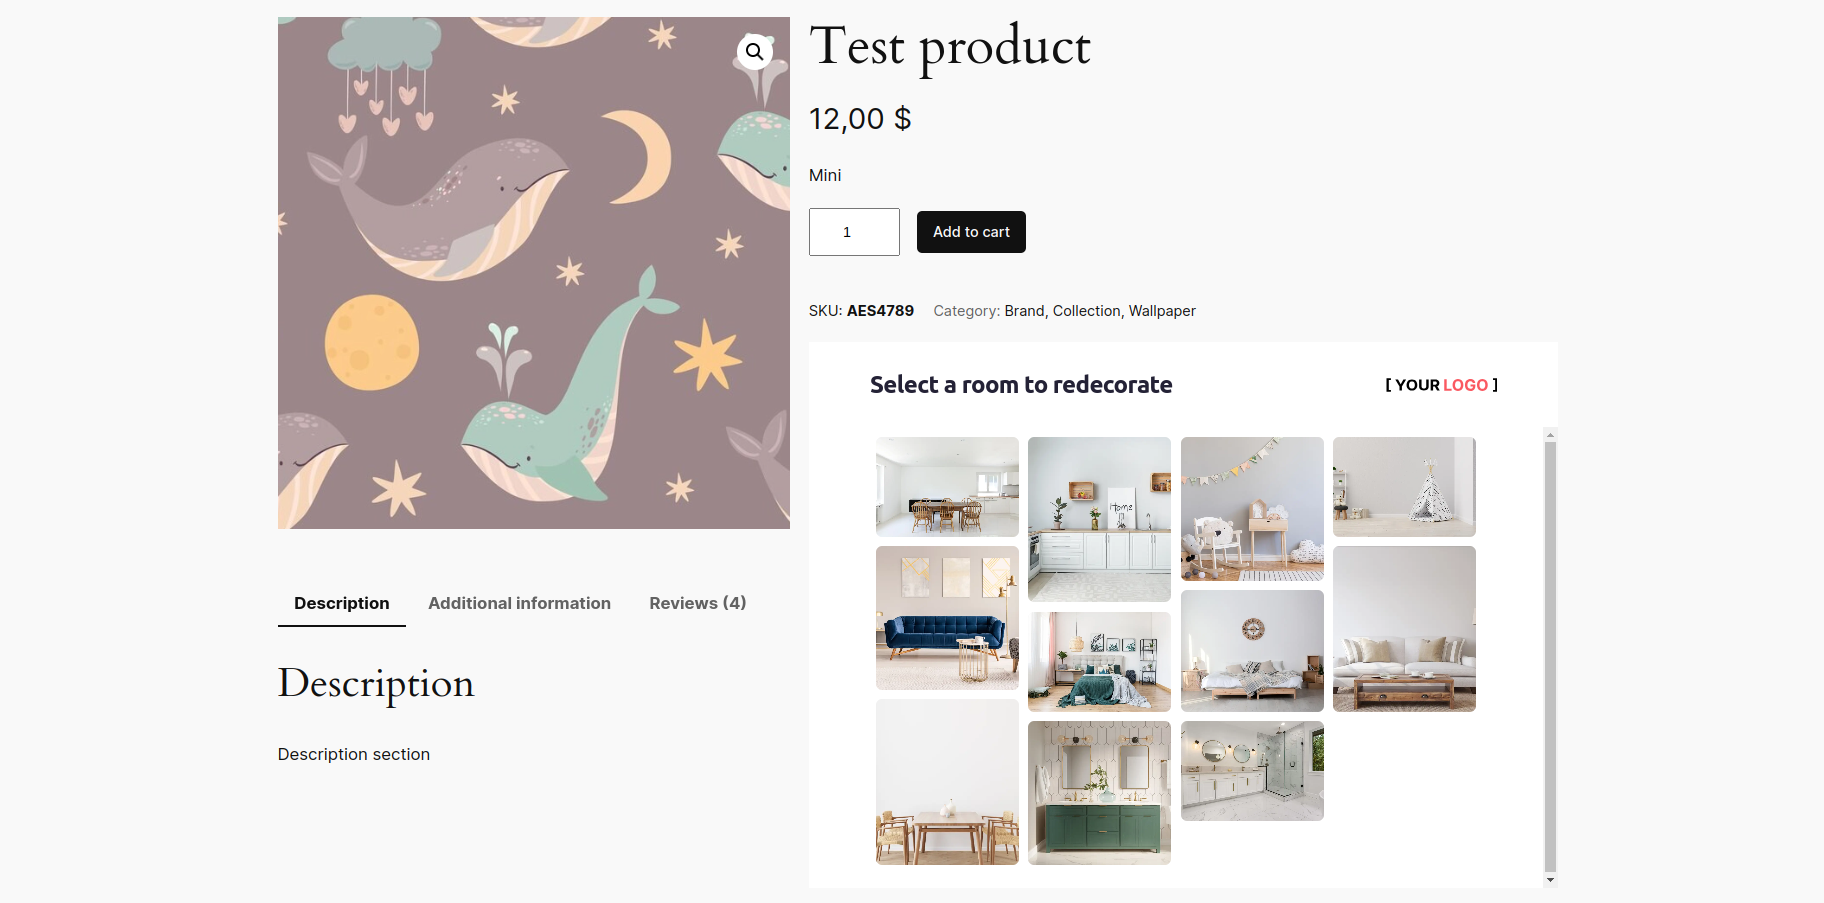 Test product
12,00 $
Mini
1
Add to cart
SKU: AES4789 Category: Brand, Collection, Wallpaper
Select a room to redecorate
[ YOUR LOGO ]
Home
Description Additional information Reviews (4)
Description
Description section